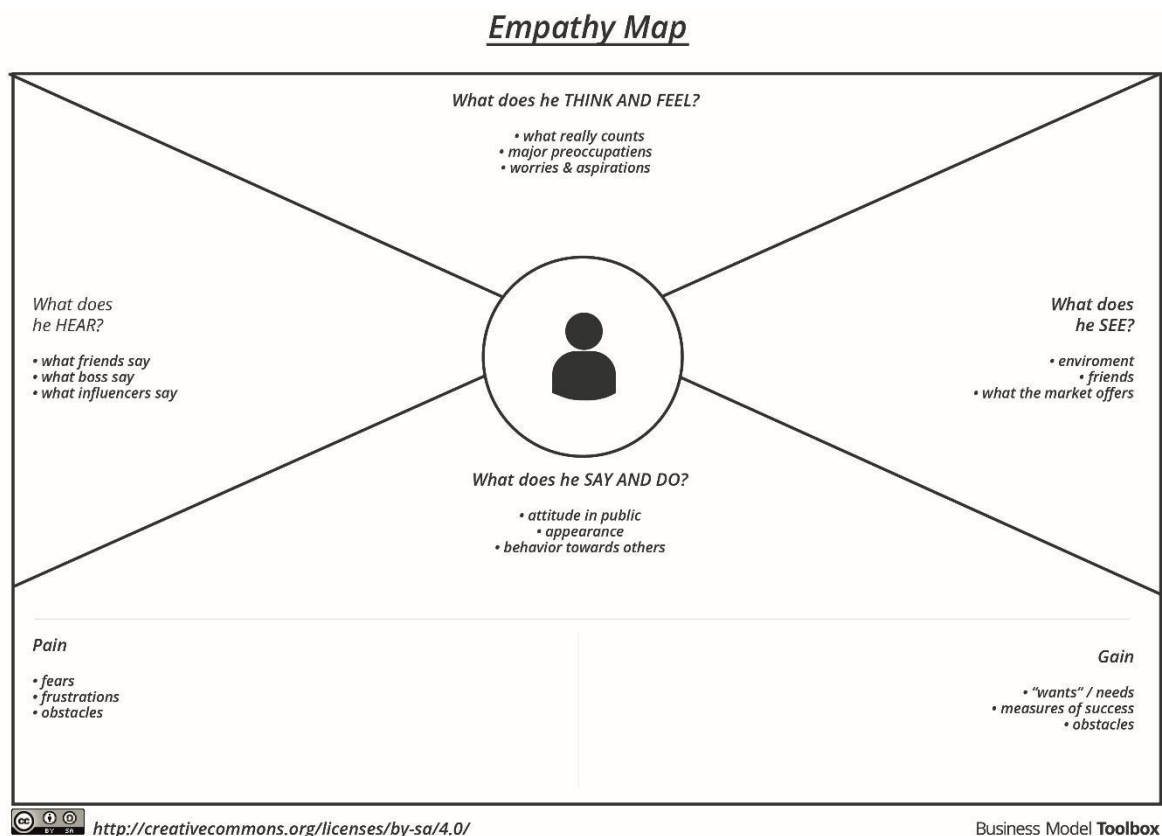 Empathy Map
What does he THINK AND FEEL?
• what really counts
• major preoccupatiens
• worries & aspirations
What does
he HEAR?
• what friends say
• what boss say
• what influencers say
What does
he SEE?
• enviroment
• friends
• what the market offers
What does he SAY AND DO?
• attitude in public
• appearance
• behavior towards others
Pain
• fears
• frustrations
• obstacles
Gain
• “wants” / needs
• measures of success
• obstacles
cc BY SA http://creativecommons.org/licenses/by-sa/4.0/
Business Model Toolbox